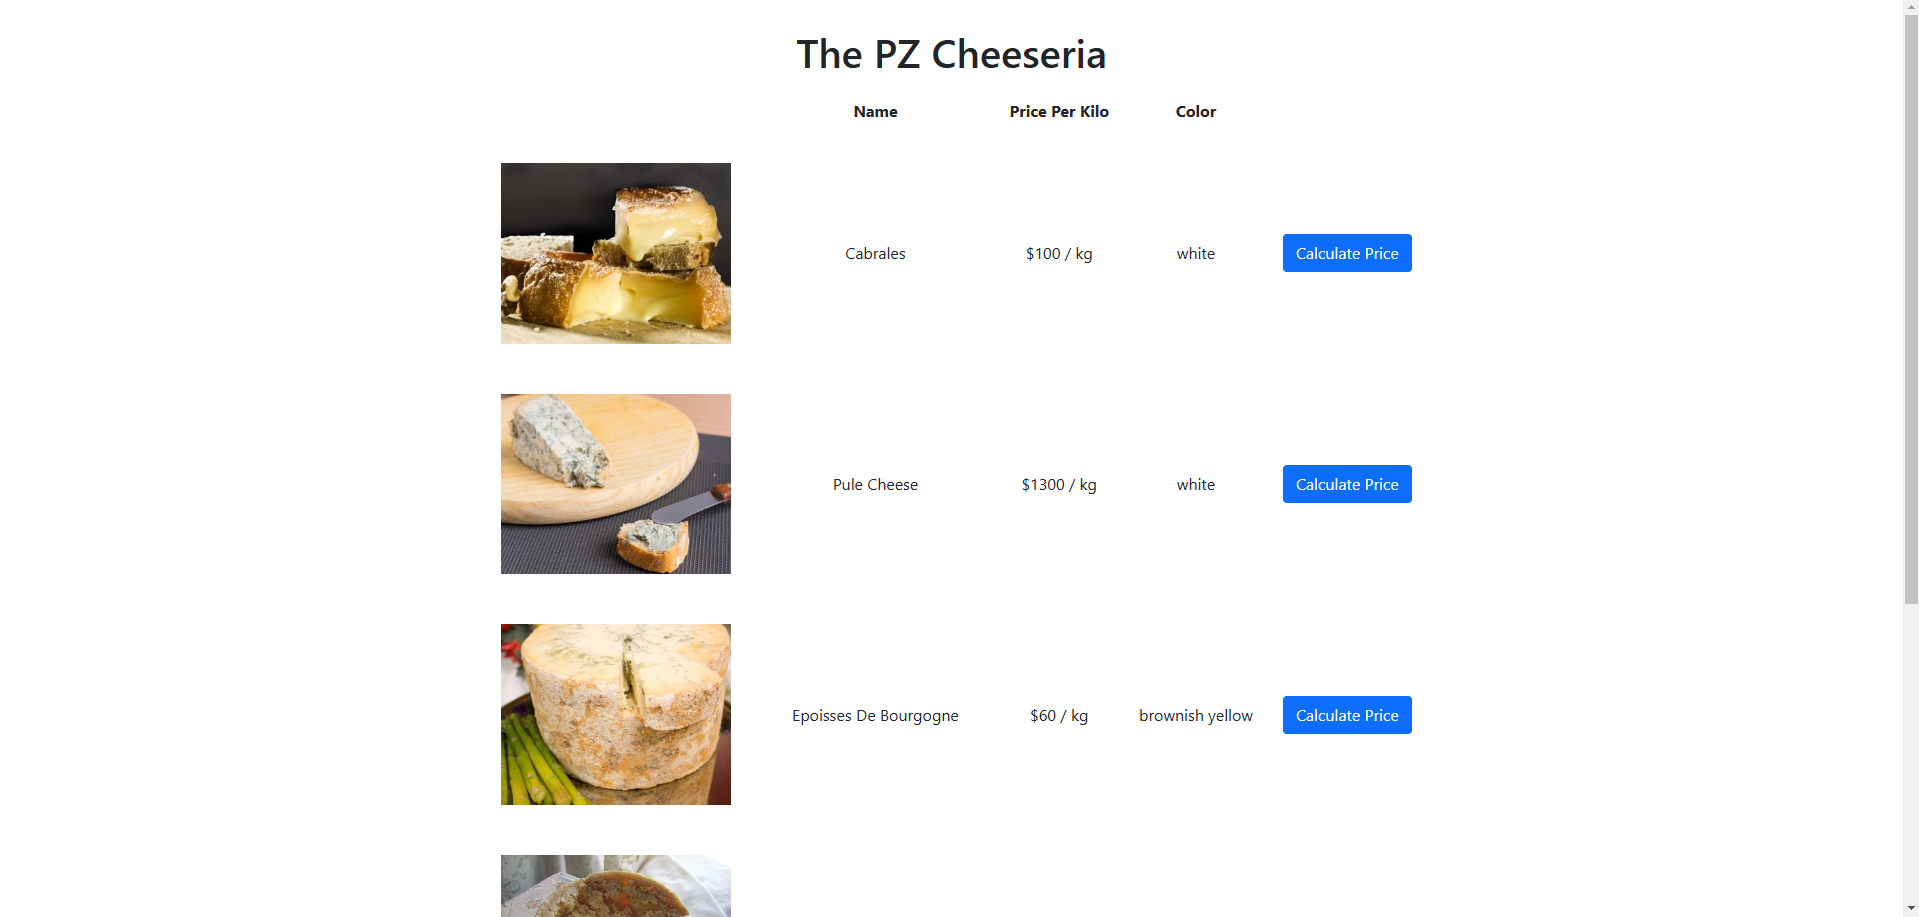 The PZ Cheeseria
Name Price Per Kilo Color
Cabrales $100 / kg white Calculate Price
Pule Cheese $1300 / kg white Calculate Price
Epoisses De Bourgogne $60 / kg brownish yellow Calculate Price